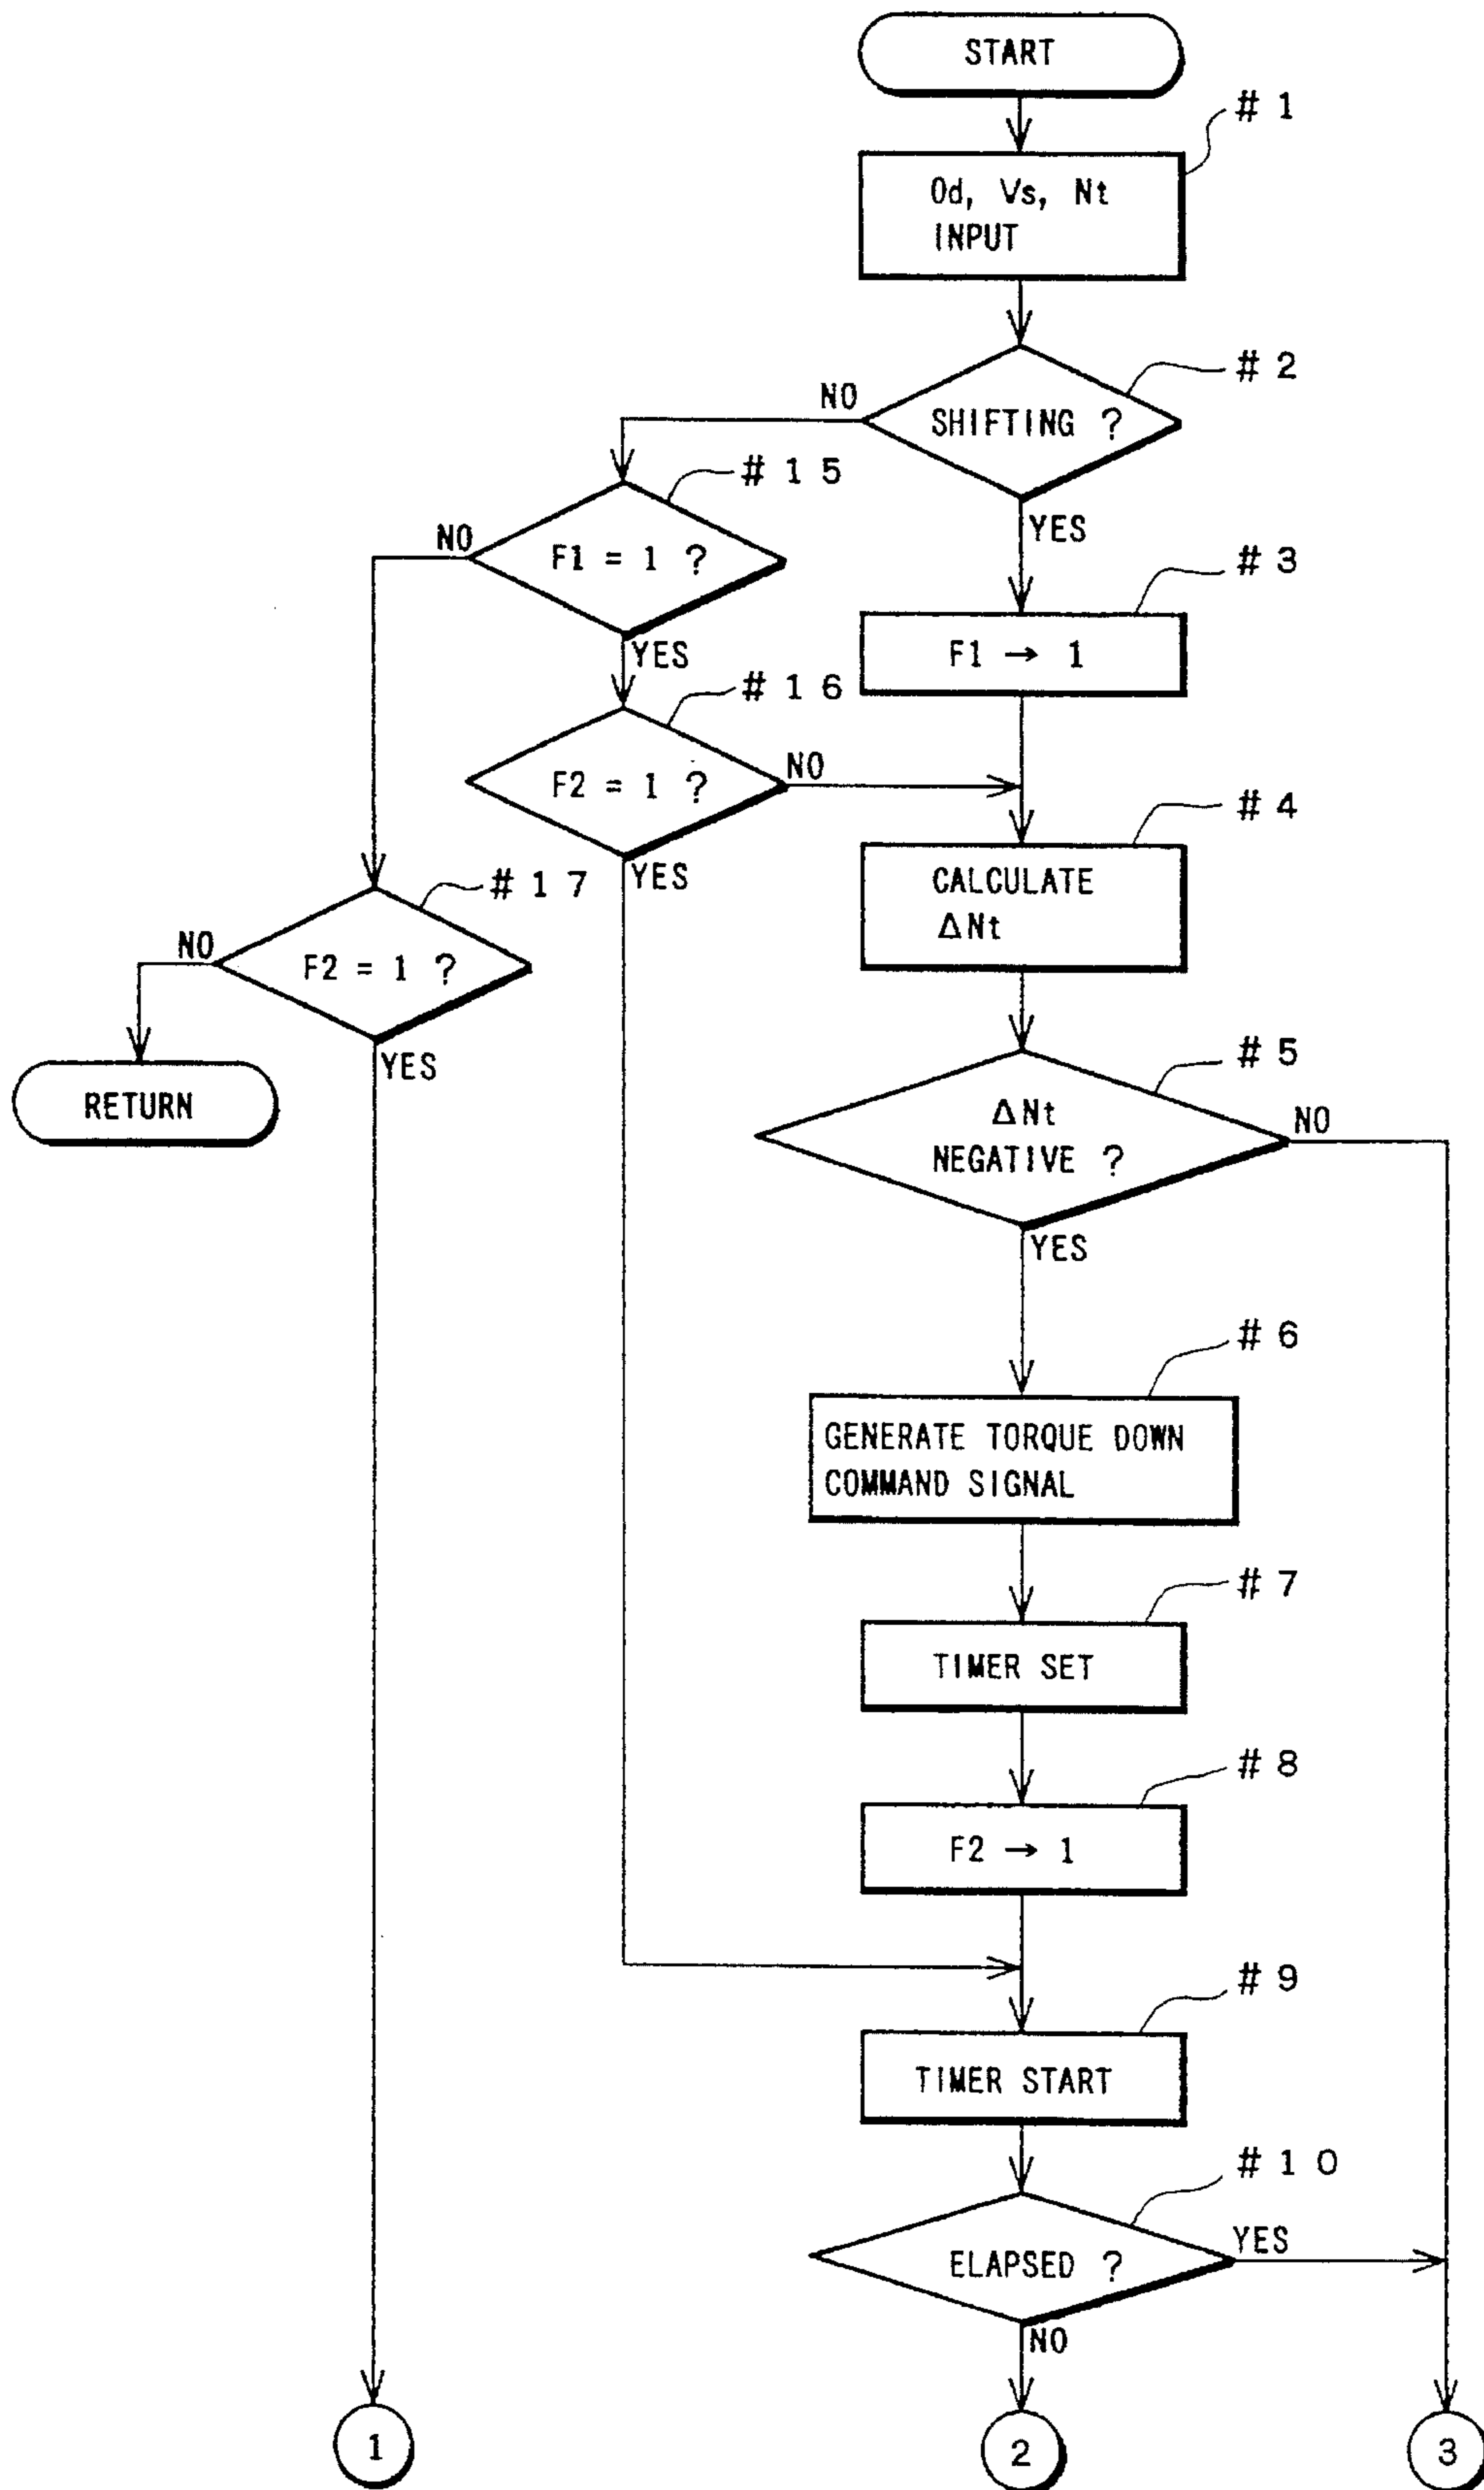 START
# 1
Od, Vs, Nt
INPUT
# 2
NO
SHIFTING ?
YES
# 15
NO
F1 = 1 ?
YES
# 3
F1 → 1
# 16
F2 = 1 ?
NO
YES
# 4
CALCULATE
ΔNt
# 17
NO
F2 = 1 ?
YES
RETURN
# 5
ΔNt
NEGATIVE ?
NO
YES
# 6
GENERATE TORQUE DOWN
COMMAND SIGNAL
# 7
TIMER SET
# 8
F2 → 1
# 9
TIMER START
# 10
ELAPSED ?
YES
NO
1
2
3